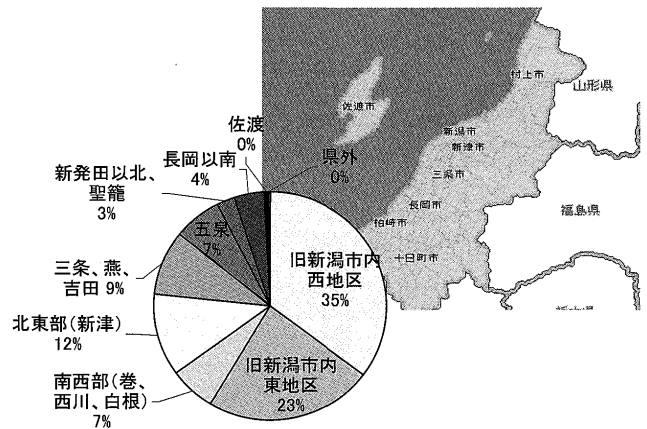 村上市
山形県
佐渡市
新潟市
新津市
三条市
長岡市
柏崎市
十日町市
福島県
佐渡
0%
県外
0%
長岡以南
4%
新発田以北、
聖籠
3%
五泉
7%
三条、燕、
吉田 9%
北東部(新津)
12%
南西部(巻、
西川、白根)
7%
旧新潟市内
東地区
23%
旧新潟市内
西地区
35%